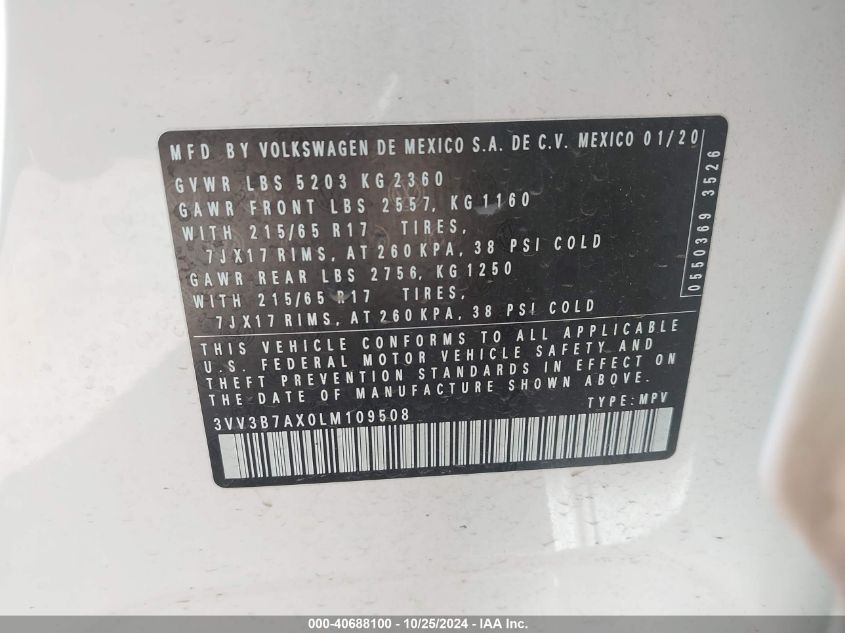 MFD BY VOLKSWAGEN DE MEXICO S.A. DE C.V. MEXICO 01/20
GVWR LBS 5203 KG 2360
GAWR FRONT LBS 2557, KG 1160
WITH 215/65 R17 TIRES,
7JX17 RIMS, AT 260 KPA, 38 PSI COLD
GAWR REAR LBS 2756, KG 1250
WITH 215/65 R17 TIRES,
7JX17 RIMS, AT 260 KPA, 38 PSI COLD
0550369 3526
THIS VEHICLE CONFORMS TO ALL APPLICABLE
U.S. FEDERAL MOTOR VEHICLE SAFETY AND
THEFT PREVENTION STANDARDS IN EFFECT ON
THE DATE OF MANUFACTURE SHOWN ABOVE.
TYPE: MPV
3VV3B7AX0LM109508
000-40688100 - 10/25/2024 - IAA Inc.